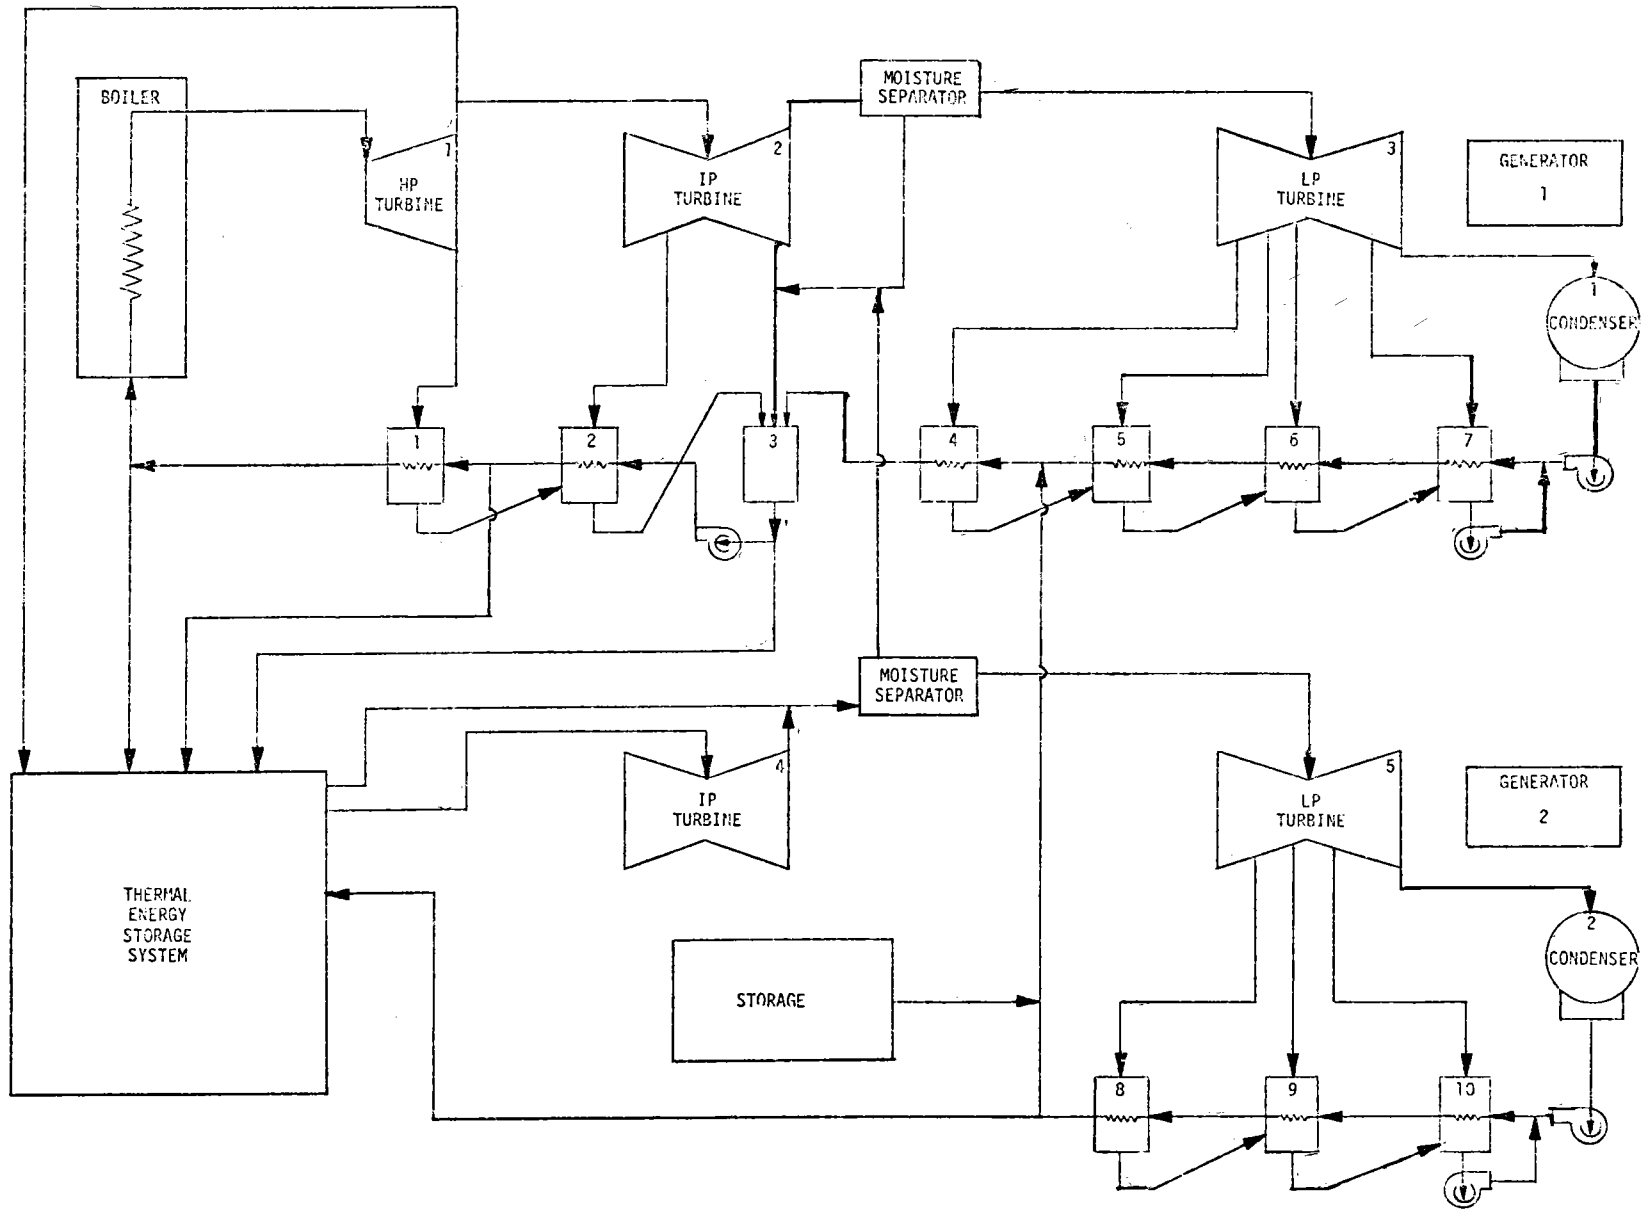 MOISTURE
SEPARATOR
BOILER
1
HP
TURBINE
2
IP
TURBINE
3
LP
TURBINE
GENERATOR
1
1
CONDENSER
1
2
3
4
5
6
7
MOISTURE
SEPARATOR
4
IP
TURBINE
5
LP
TURBINE
GENERATOR
2
THERMAL
ENERGY
STORAGE
SYSTEM
STORAGE
2
CONDENSER
8
9
10